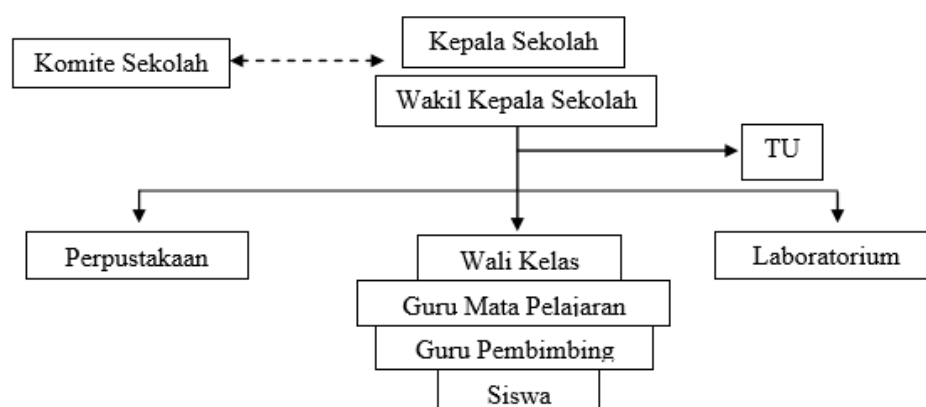 Kepala Sekolah
Komite Sekolah
Wakil Kepala Sekolah
TU
Perpustakaan
Wali Kelas
Laboratorium
Guru Mata Pelajaran
Guru Pembimbing
Siswa